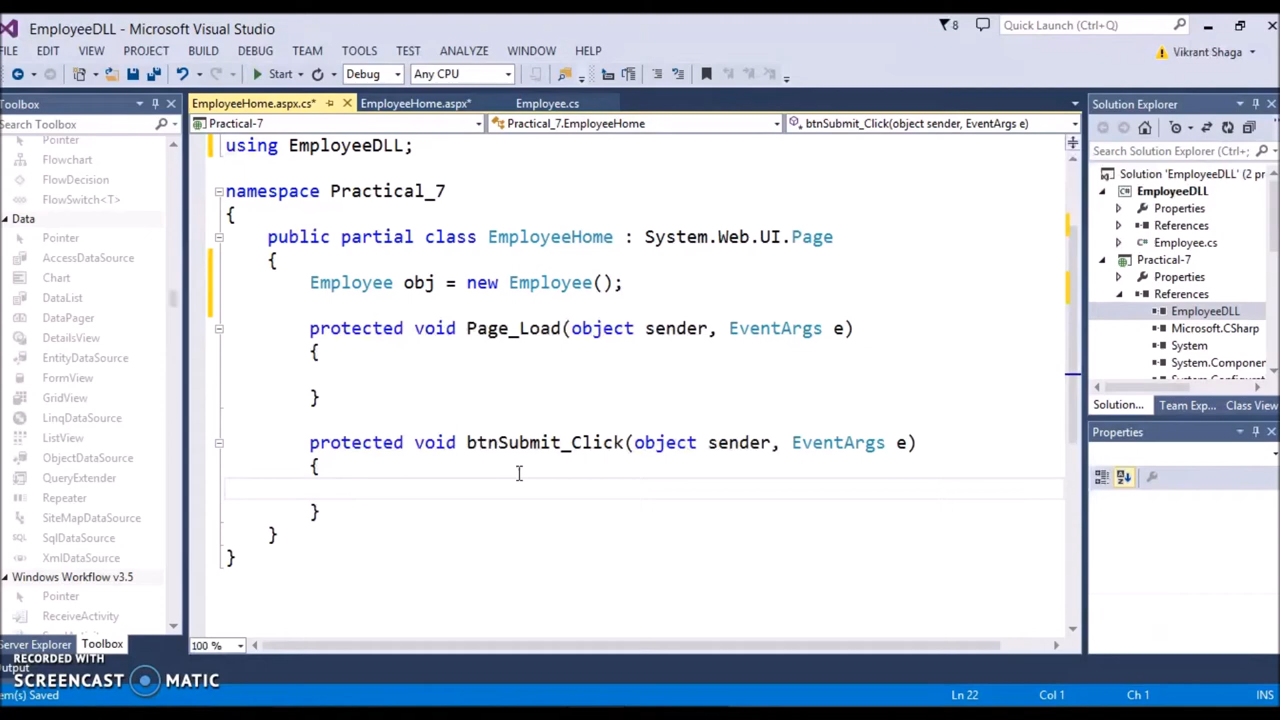 EmployeeDLL - Microsoft Visual Studio
8
Quick Launch (Ctrl+Q)
FILE EDIT VIEW PROJECT BUILD DEBUG TEAM TOOLS TEST ANALYZE WINDOW HELP
Vikrant Shaga
Start Debug Any CPU
Toolbox
EmployeeHome.aspx.cs* EmployeeHome.aspx* Employee.cs
Solution Explorer
Search Toolbox
Practical-7 Practical_7.EmployeeHome btnSubmit_Click(object sender, EventArgs e)
Pointer
Flowchart
FlowDecision
FlowSwitch<T>
Data
Pointer
AccessDataSource
Chart
DataList
DataPager
DetailsView
EntityDataSource
FormView
GridView
LinqDataSource
ListView
ObjectDataSource
QueryExtender
Repeater
SiteMapDataSource
SqlDataSource
XmlDataSource
Windows Workflow v3.5
Pointer
ReceiveActivity
Server Explorer Toolbox
using EmployeeDLL;
namespace Practical_7
{
public partial class EmployeeHome : System.Web.UI.Page
{
Employee obj = new Employee();
protected void Page_Load(object sender, EventArgs e)
{
}
protected void btnSubmit_Click(object sender, EventArgs e)
{
}
}
}
100 %
Search Solution Explorer
Solution 'EmployeeDLL' (2 pr
EmployeeDLL
Properties
References
Employee.cs
Practical-7
Properties
References
EmployeeDLL
Microsoft.CSharp
System
System.Componen
Solution... Team Exp... Class View
Properties
RECORDED WITH
SCREENCAST MATIC
em(s) Saved
Ln 22 Col 1 Ch 1 INS